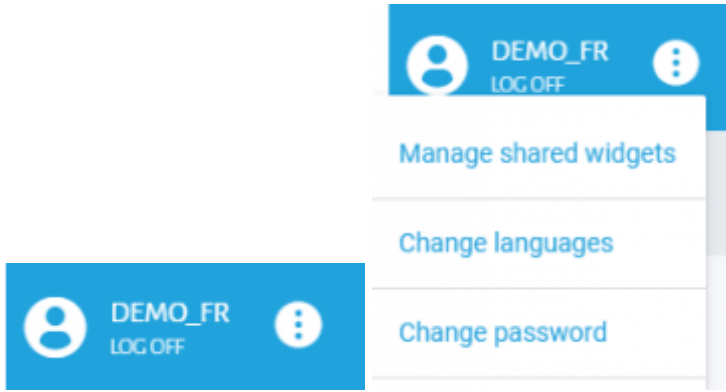 DEMO_FR
LOG OFF
DEMO_FR
LOG OFF
Manage shared widgets
Change languages
Change password